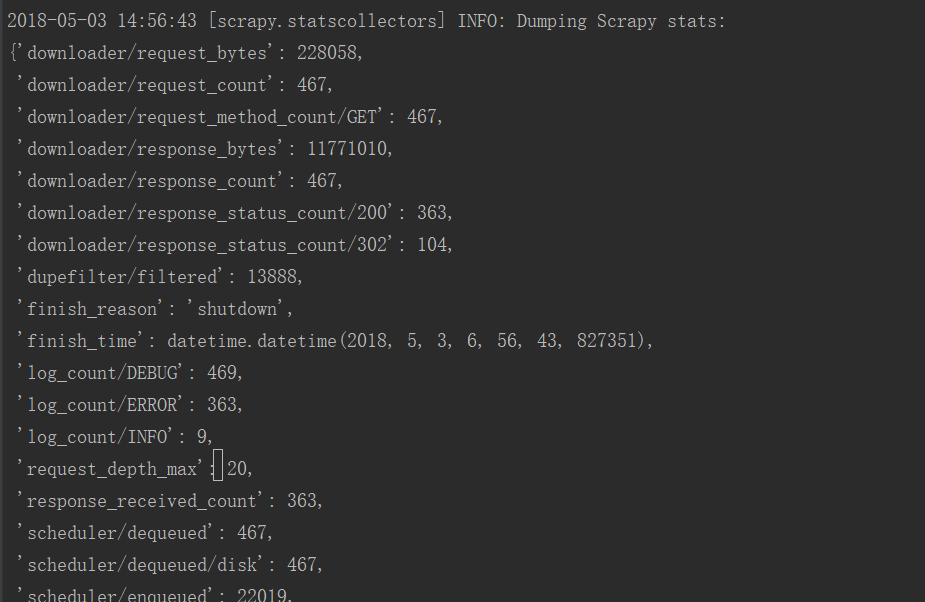 2018-05-03 14:56:43 [scrapy.statscollectors] INFO: Dumping Scrapy stats:
{'downloader/request_bytes': 228058,
'downloader/request_count': 467,
'downloader/request_method_count/GET': 467,
'downloader/response_bytes': 11771010,
'downloader/response_count': 467,
'downloader/response_status_count/200': 363,
'downloader/response_status_count/302': 104,
'dupefilter/filtered': 13888,
'finish_reason': 'shutdown',
'finish_time': datetime.datetime(2018, 5, 3, 6, 56, 43, 827351),
'log_count/DEBUG': 469,
'log_count/ERROR': 363,
'log_count/INFO': 9,
'request_depth_max': 20,
'response_received_count': 363,
'scheduler/dequeued': 467,
'scheduler/dequeued/disk': 467,
'scheduler/enqueued': 22019,